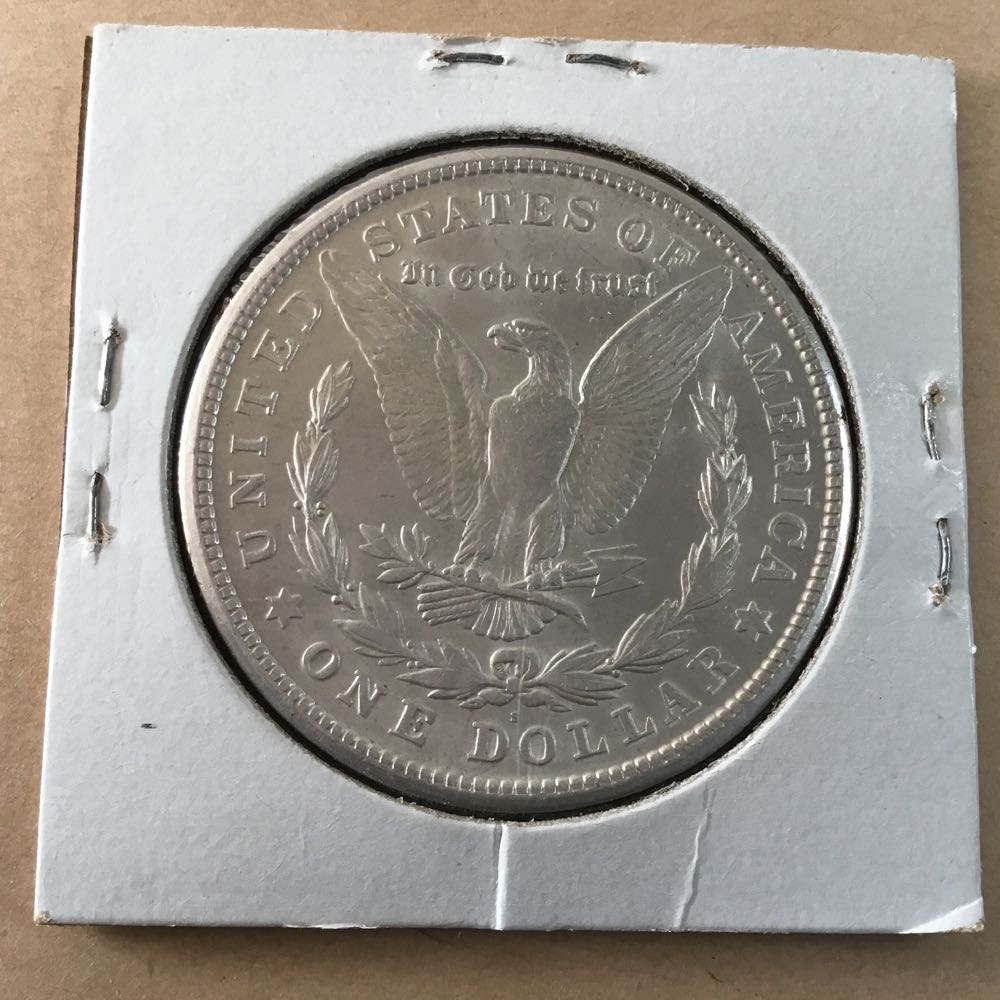 UNITED STATES OF AMERICA
In God we trust
S
ONE DOLLAR